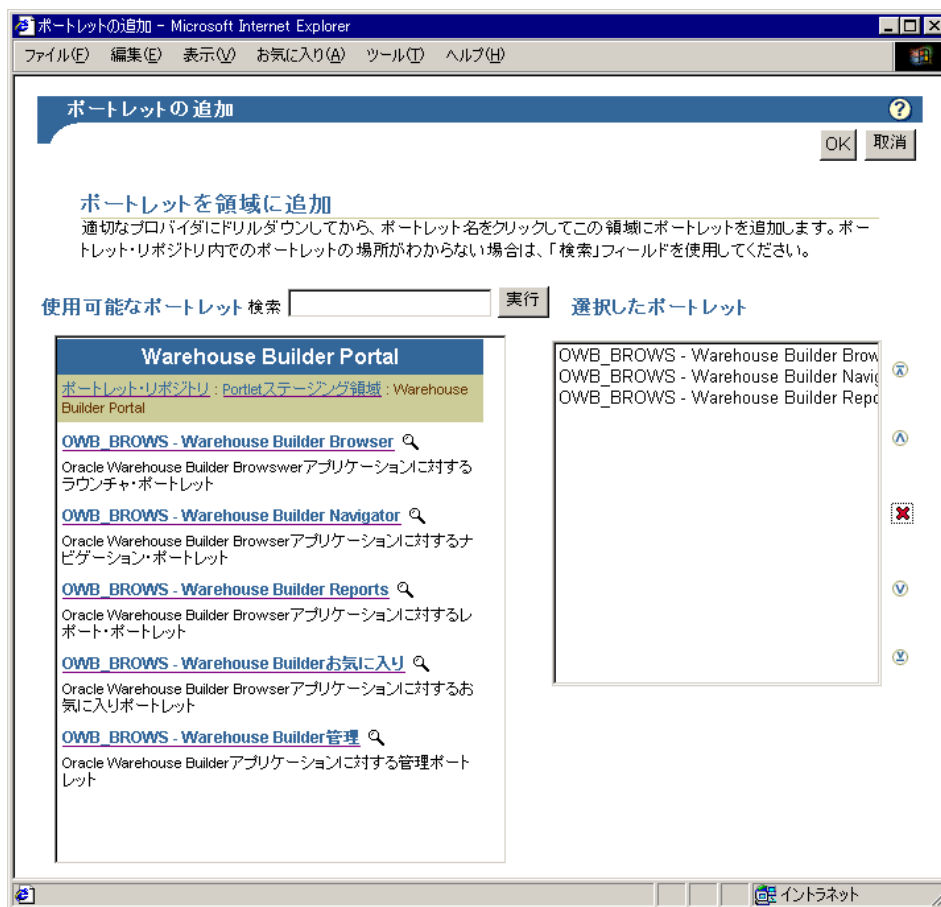 ポートレットの追加 - Microsoft Internet Explorer
ファイル(F) 編集(E) 表示(V) お気に入り(A) ツール(T) ヘルプ(H)
ポートレットの追加
?
OK 取消
ポートレットを領域に追加
適切なプロバイダにドリルダウンしてから、ポートレット名をクリックしてこの領域にポートレットを追加します。ポー
トレット・リポジトリ内でのポートレットの場所がわからない場合は、「検索」フィールドを使用してください。
使用可能なポートレット 検索 実行 選択したポートレット
Warehouse Builder Portal
ポートレット・リポジトリ : Portletステージング領域 : Warehouse
Builder Portal
OWB_BROWS - Warehouse Builder Browser
Oracle Warehouse Builder Browswerアプリケーションに対する
ラウンチャ・ポートレット
OWB_BROWS - Warehouse Builder Navigator
Oracle Warehouse Builder Browserアプリケーションに対するナ
ビゲーション・ポートレット
OWB_BROWS - Warehouse Builder Reports
Oracle Warehouse Builder Browserアプリケーションに対するレ
ポート・ポートレット
OWB_BROWS - Warehouse Builderお気に入り
Oracle Warehouse Builder Browserアプリケーションに対するお
気に入りポートレット
OWB_BROWS - Warehouse Builder管理
Oracle Warehouse Builderアプリケーションに対する管理ポート
レット
OWB_BROWS - Warehouse Builder Brow
OWB_BROWS - Warehouse Builder Navig
OWB_BROWS - Warehouse Builder Repo
イントラネット